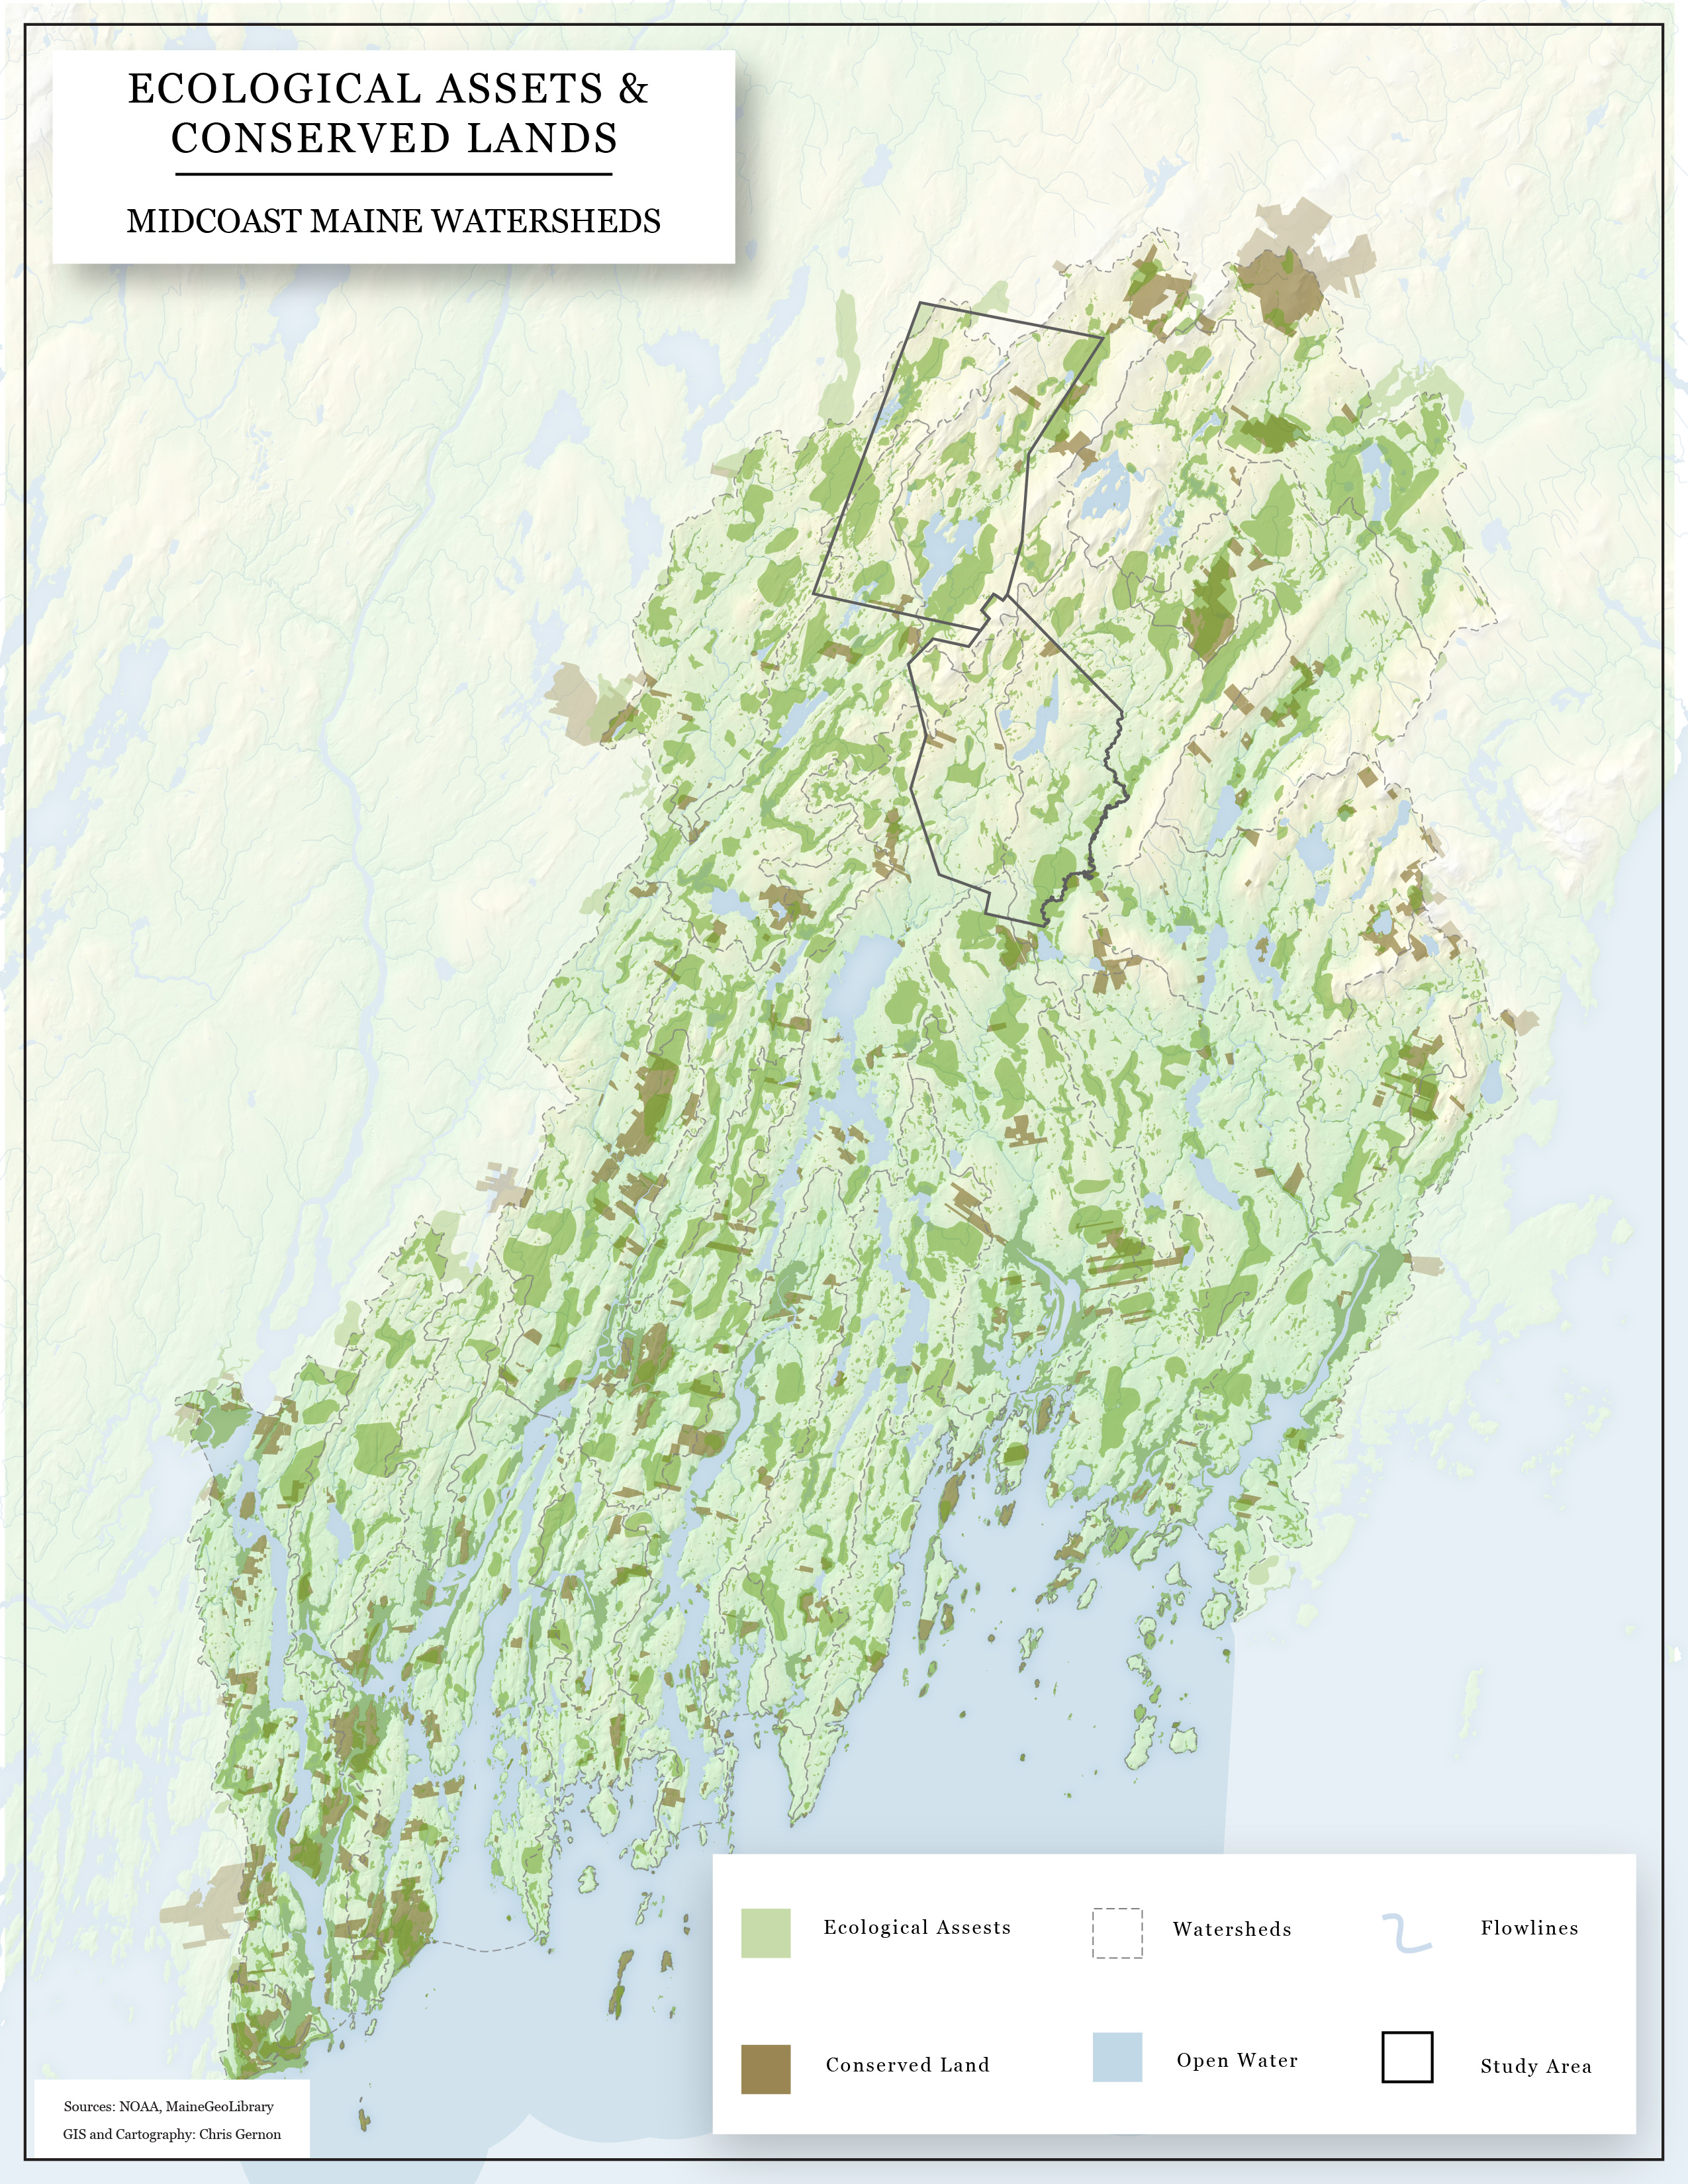 ECOLOGICAL ASSETS &
CONSERVED LANDS
MIDCOAST MAINE WATERSHEDS
Ecological Assests
Watersheds
Flowlines
Conserved Land
Open Water
Study Area
Sources: NOAA, MaineGeoLibrary
GIS and Cartography: Chris Gernon